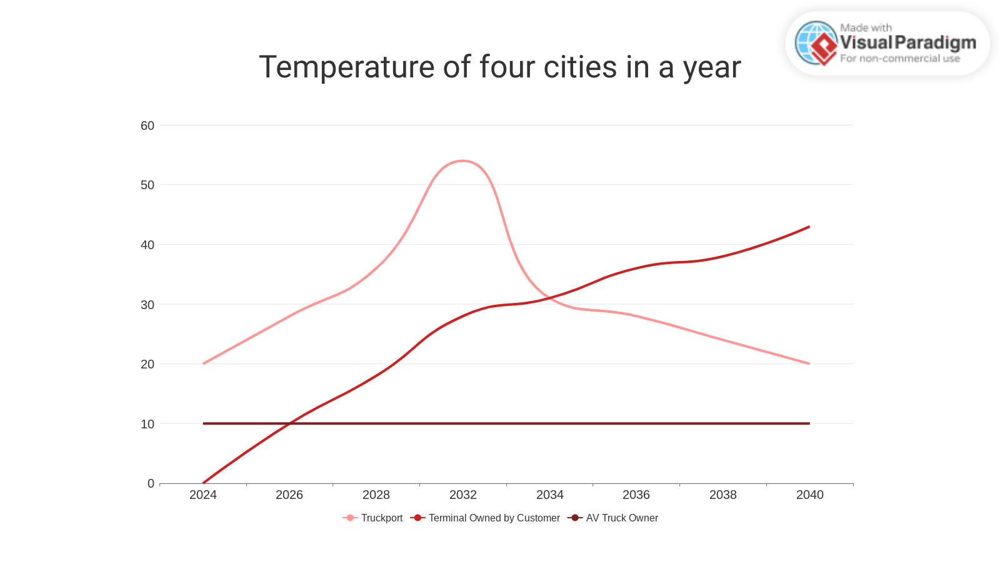 Made with
Visual Paradigm
For non-commercial use
Temperature of four cities in a year
60
50
40
30
20
10
0
2024 2026 2028 2032 2034 2036 2038 2040
Truckport Terminal Owned by Customer AV Truck Owner